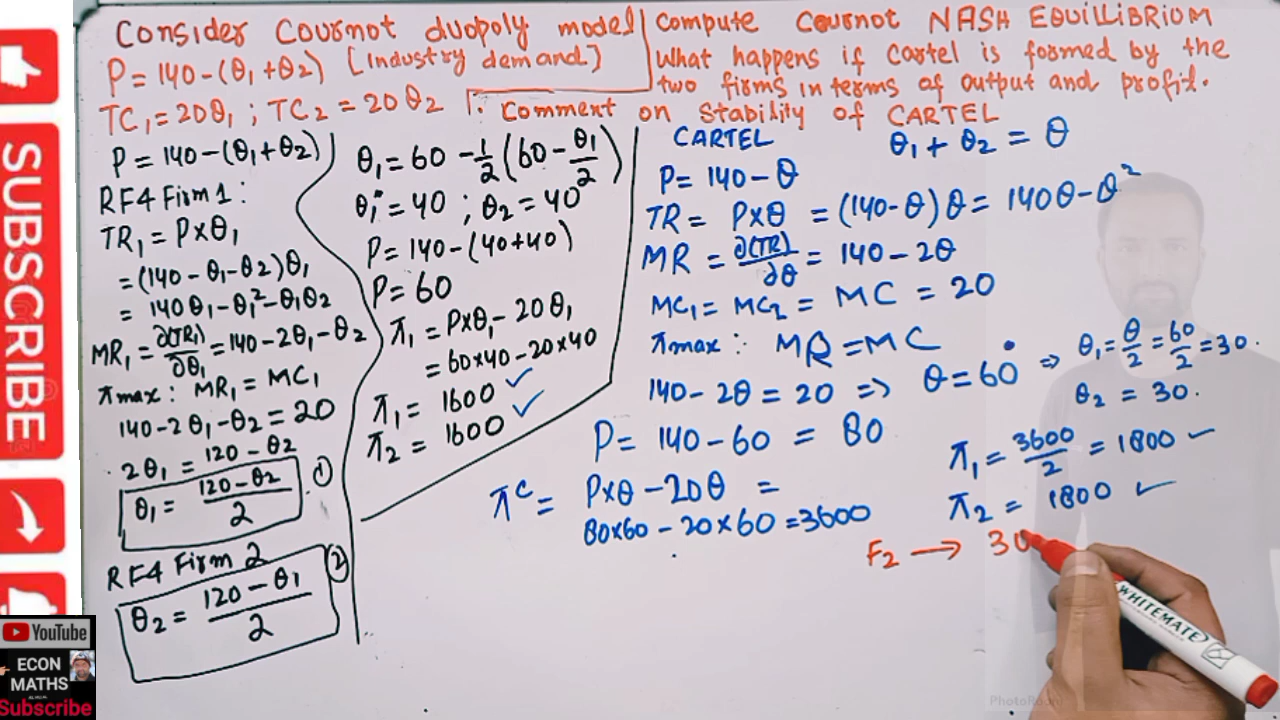 Consider Cournot duopoly model
P = 140 - (θ1 + θ2) [Industry demand]
TC1 = 20θ1 ; TC2 = 20θ2
Compute Cournot NASH EQUILLIBRIUM
What happens if Cartel is formed by the
two firms in terms of output and profit.
Comment on Stability of CARTEL
P = 140 - (θ1 + θ2)
RF4 Firm 1 :
TR1 = P×θ1
= (140 - θ1 - θ2)θ1
= 140θ1 - θ1² - θ1θ2
MR1 = ∂(TR1)/∂θ1 = 140 - 2θ1 - θ2
πmax : MR1 = MC1
140 - 2θ1 - θ2 = 20
2θ1 = 120 - θ2
θ1 = (120 - θ2)/2 ①
RF4 Firm 2
θ2 = (120 - θ1)/2 ②
θ1 = 60 - 1/2 (60 - θ1/2)
θ1 = 40 ; θ2 = 40
P = 140 - (40+40)
P = 60
π1 = P×θ1 - 20θ1
= 60×40 - 20×40
π1 = 1600 ✓
π2 = 1600 ✓
CARTEL θ1 + θ2 = θ
P = 140 - θ
TR = P×θ = (140-θ)θ = 140θ - θ²
MR = ∂(TR)/∂θ = 140 - 2θ
MC1 = MC2 = MC = 20
πmax : MR = MC
140 - 2θ = 20 => θ = 60 => θ1 = θ/2 = 60/2 = 30.
θ2 = 30.
P = 140 - 60 = 80
π1 = 3600/2 = 1800 ✓
πc = P×θ - 20θ =
80×60 - 20×60 = 3600
π2 = 1800 ✓
F2 → 30
WHITEMATE
PhotoRoom
SUBSCRIBE
YouTube
ECON
MATHS
Subscribe